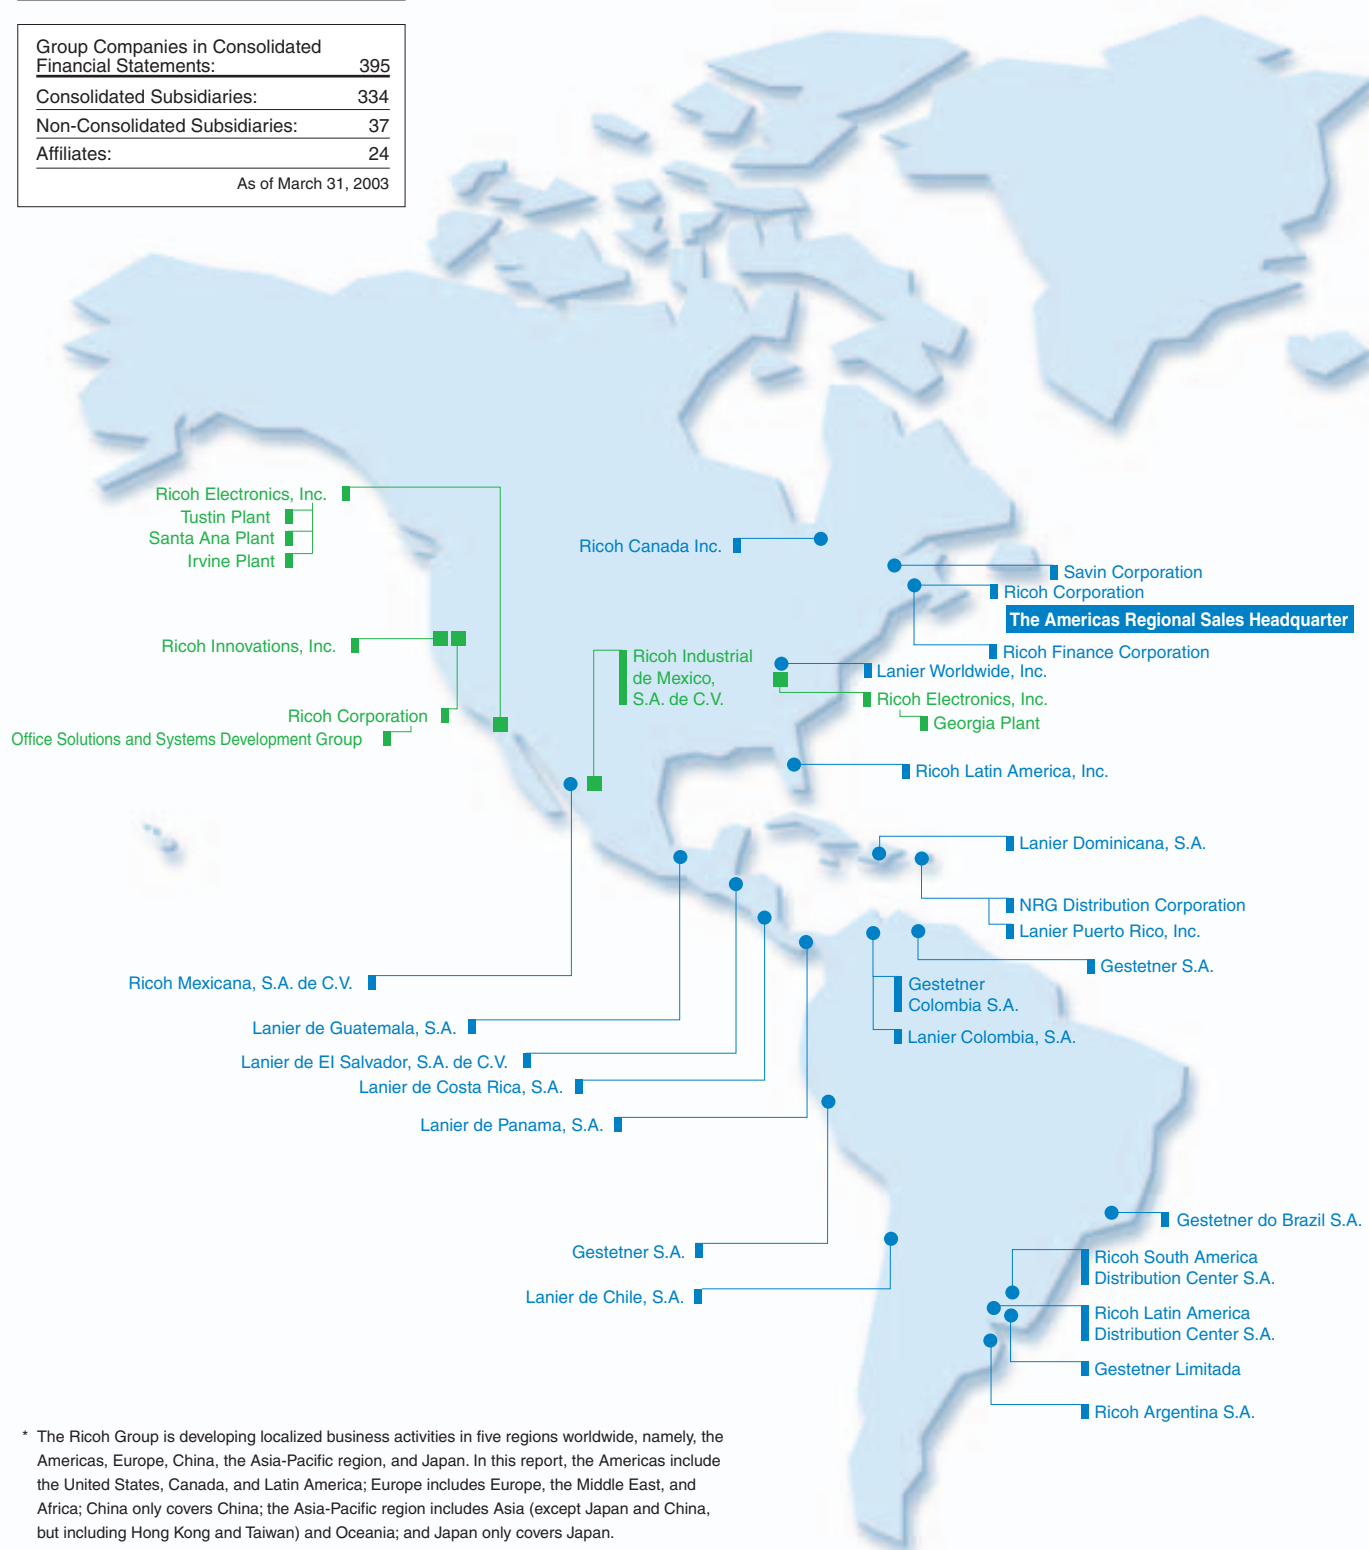 Group Companies in Consolidated
Financial Statements: 395
Consolidated Subsidiaries: 334
Non-Consolidated Subsidiaries: 37
Affiliates: 24
As of March 31, 2003
Ricoh Electronics, Inc.
Tustin Plant
Santa Ana Plant
Irvine Plant
Ricoh Canada Inc.
Savin Corporation
Ricoh Corporation
The Americas Regional Sales Headquarter
Ricoh Finance Corporation
Ricoh Innovations, Inc.
Ricoh Industrial
de Mexico,
S.A. de C.V.
Lanier Worldwide, Inc.
Ricoh Electronics, Inc.
Georgia Plant
Ricoh Corporation
Office Solutions and Systems Development Group
Ricoh Latin America, Inc.
Lanier Dominicana, S.A.
NRG Distribution Corporation
Lanier Puerto Rico, Inc.
Gestetner S.A.
Ricoh Mexicana, S.A. de C.V.
Gestetner
Colombia S.A.
Lanier de Guatemala, S.A.
Lanier Colombia, S.A.
Lanier de El Salvador, S.A. de C.V.
Lanier de Costa Rica, S.A.
Lanier de Panama, S.A.
Gestetner do Brazil S.A.
Gestetner S.A.
Ricoh South America
Distribution Center S.A.
Lanier de Chile, S.A.
Ricoh Latin America
Distribution Center S.A.
Gestetner Limitada
Ricoh Argentina S.A.
* The Ricoh Group is developing localized business activities in five regions worldwide, namely, the
Americas, Europe, China, the Asia-Pacific region, and Japan. In this report, the Americas include
the United States, Canada, and Latin America; Europe includes Europe, the Middle East, and
Africa; China only covers China; the Asia-Pacific region includes Asia (except Japan and China,
but including Hong Kong and Taiwan) and Oceania; and Japan only covers Japan.